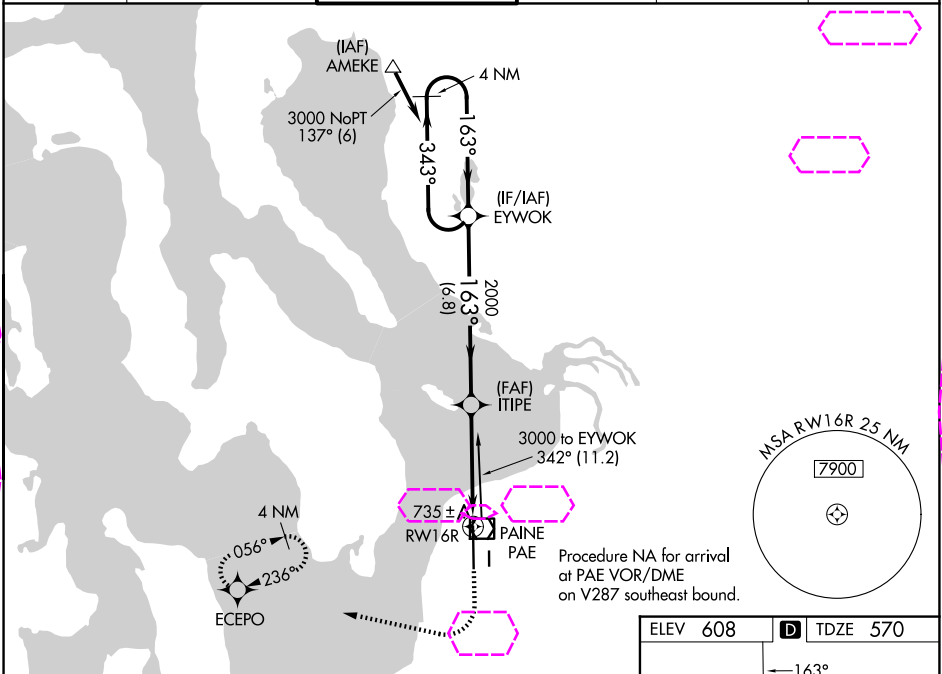 (IAF)
AMEKE
4 NM
3000 NoPT
137° (6)
163°
343°
(IF/IAF)
EYWOK
2000
163°
(6.8)
(FAF)
ITIPE
3000 to EYWOK
342° (11.2)
MSA RW16R 25 NM
7900
4 NM
735 ±
RW16R
PAINE
PAE
056°
236°
ECEPO
Procedure NA for arrival
at PAE VOR/DME
on V287 southeast bound.
ELEV 608 D TDZE 570
163°